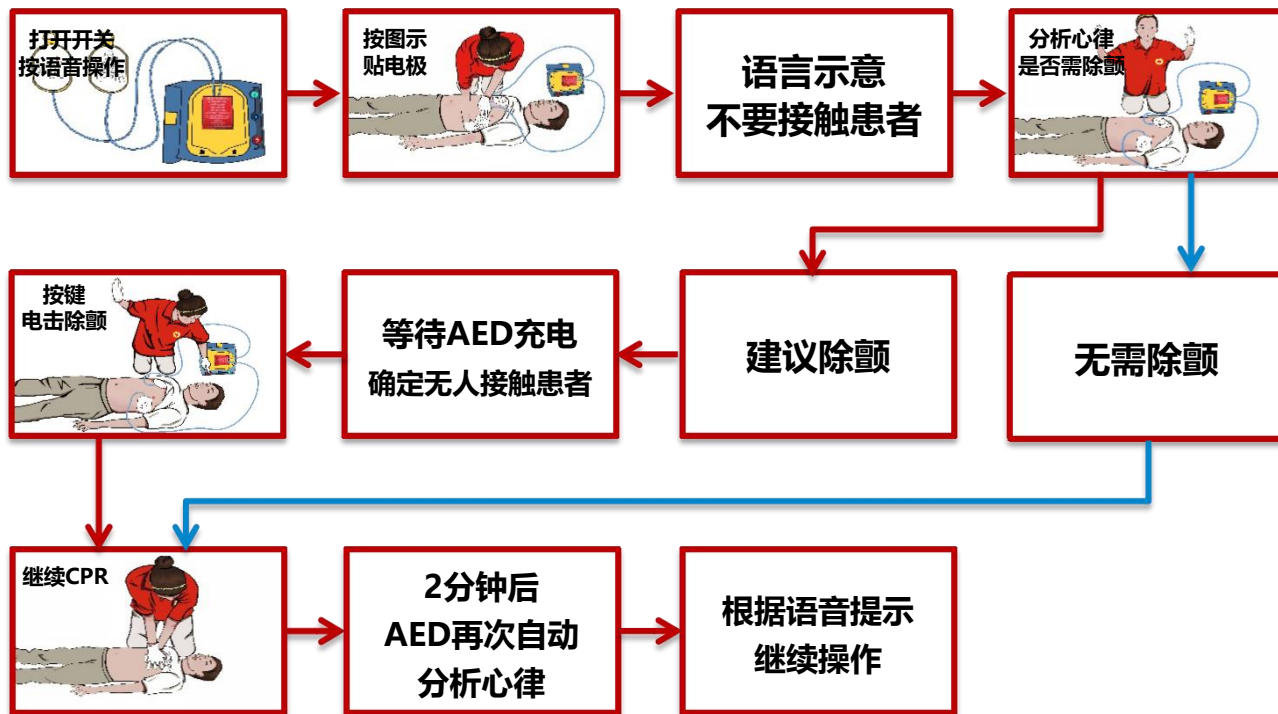 打开开关
按语音操作
按图示
贴电极
语言示意
不要接触患者
分析心律
是否需除颤
按键
电击除颤
等待AED充电
确定无人接触患者
建议除颤
无需除颤
继续CPR
2分钟后
AED再次自动
分析心律
根据语音提示
继续操作